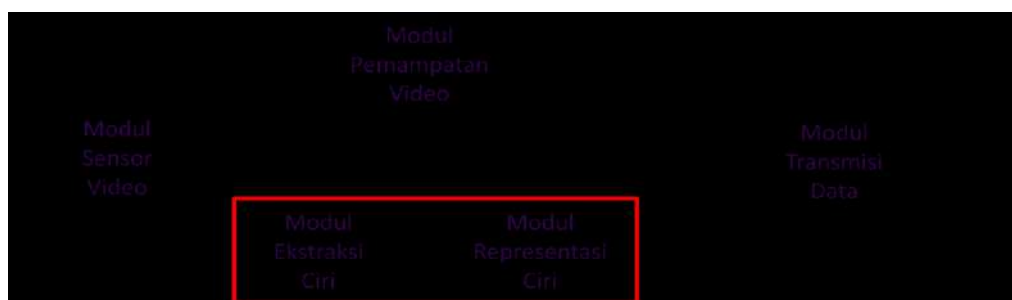 Modul
Pemampatan
Video
Modul
Sensor
Video
Modul
Transmisi
Data
Modul
Ekstraksi
Ciri
Modul
Representasi
Ciri